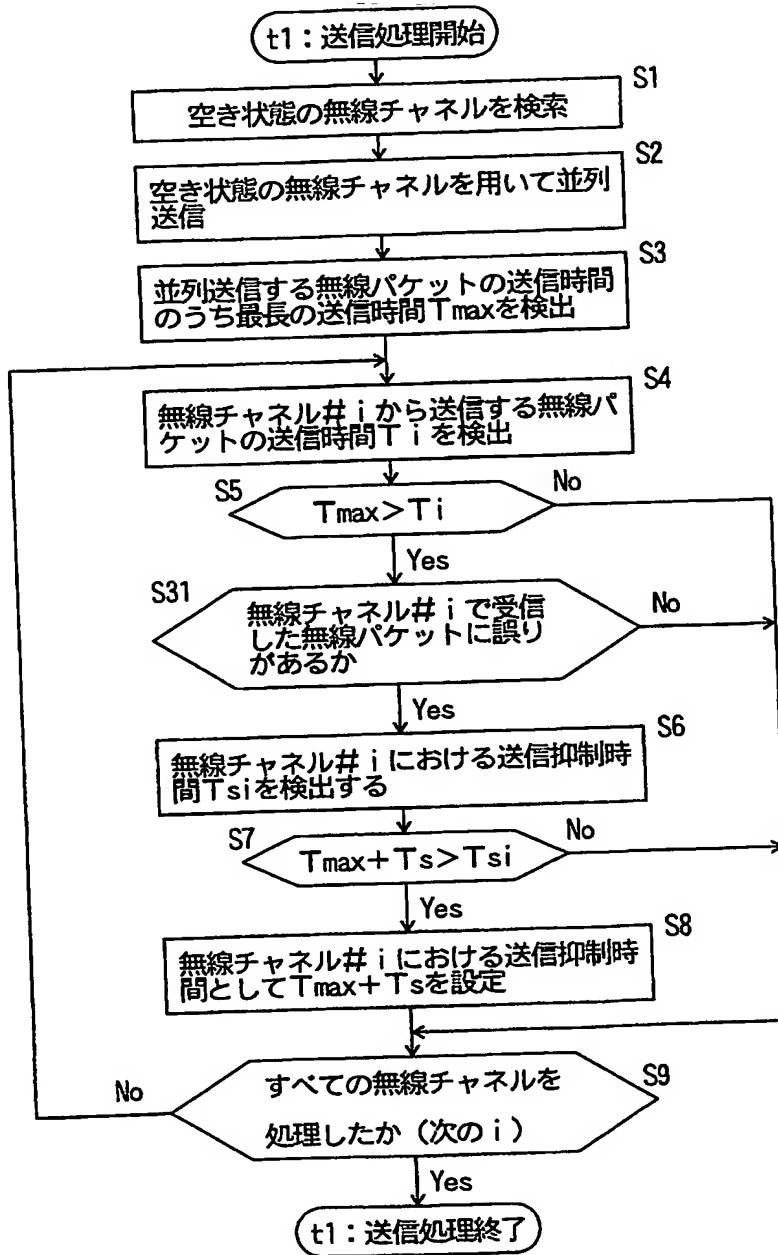 t1：送信処理開始
S1
空き状態の無線チャネルを検索
S2
空き状態の無線チャネルを用いて並列
送信
S3
並列送信する無線パケットの送信時間
のうち最長の送信時間Tmaxを検出
S4
無線チャネル＃iから送信する無線パ
ケットの送信時間Tiを検出
S5
Tmax＞Ti
No
Yes
S31
無線チャネル＃iで受信
した無線パケットに誤り
があるか
No
Yes
S6
無線チャネル＃iにおける送信抑制時
間Tsiを検出する
S7
Tmax＋Ts＞Tsi
No
Yes
S8
無線チャネル＃iにおける送信抑制時
間としてTmax＋Tsを設定
No
S9
すべての無線チャネルを
処理したか（次のi）
Yes
t1：送信処理終了